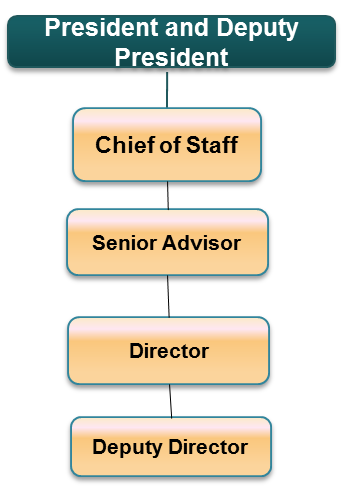 President and Deputy
President
Chief of Staff
Senior Advisor
Director
Deputy Director